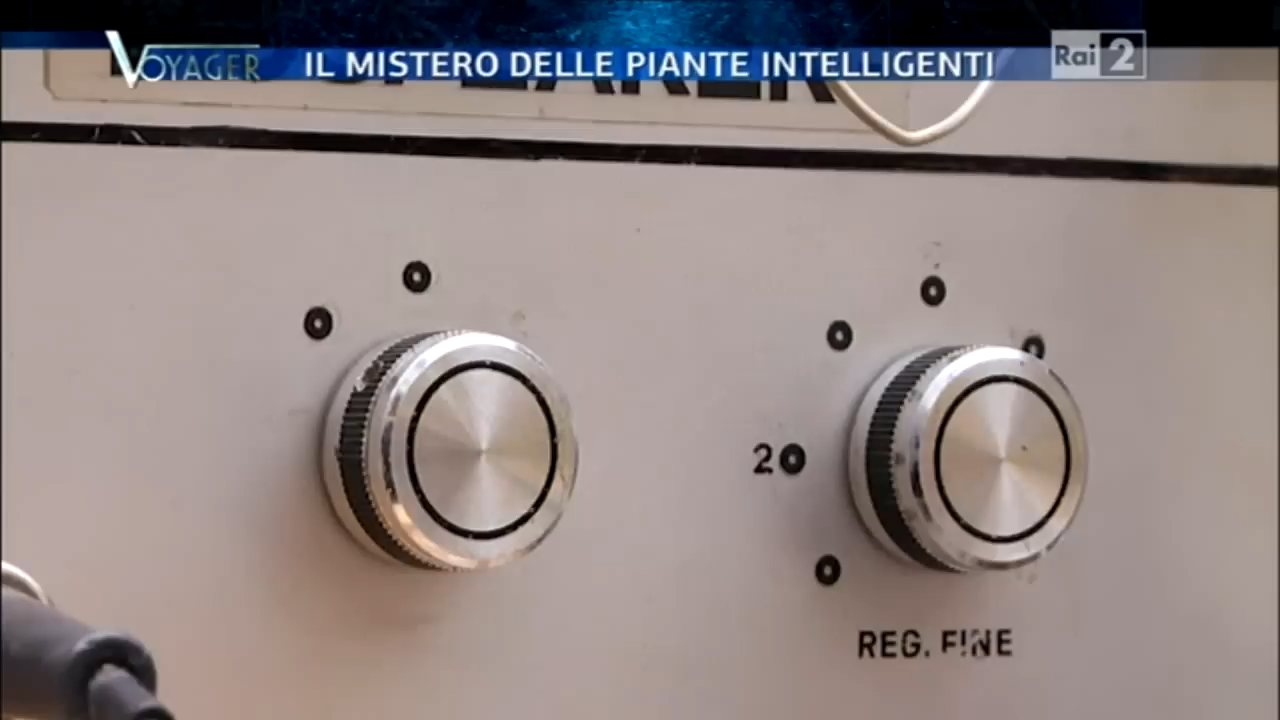 VOYAGER IL MISTERO DELLE PIANTE INTELLIGENTI Rai 2
2
REG. FINE